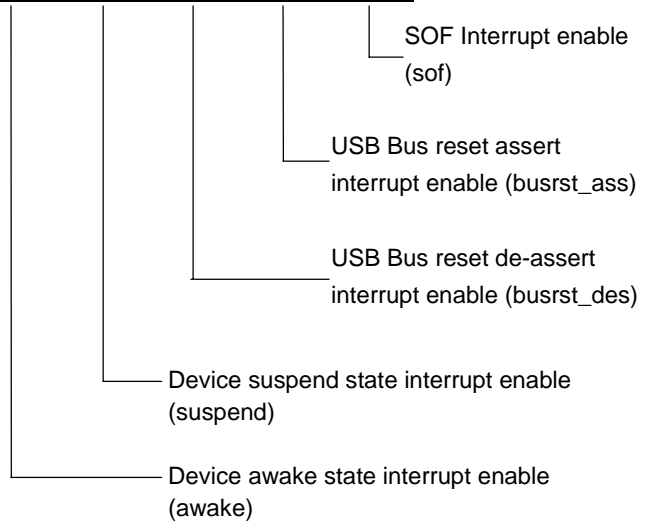 SOF Interrupt enable
(sof)
USB Bus reset assert
interrupt enable (busrst_ass)
USB Bus reset de-assert
interrupt enable (busrst_des)
Device suspend state interrupt enable
(suspend)
Device awake state interrupt enable
(awake)